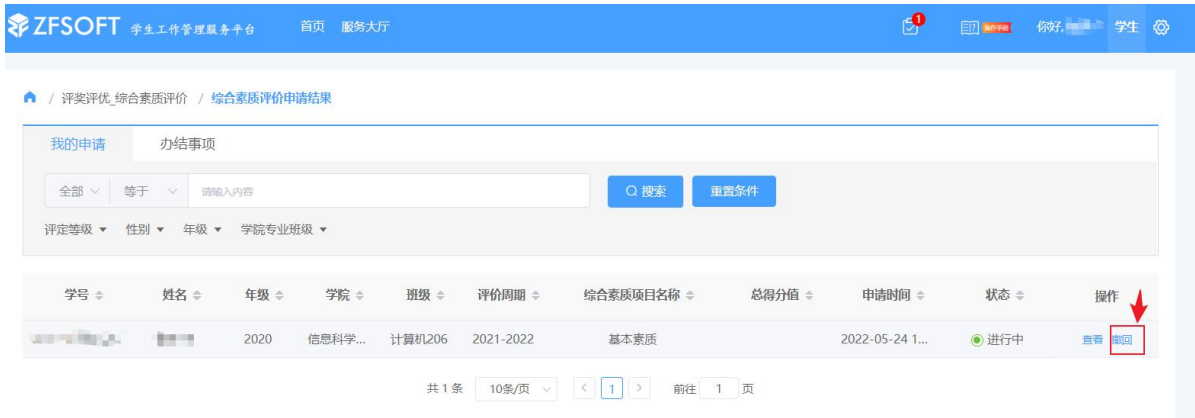 ZFSOFT 学生工作管理服务平台 首页 服务大厅 1 操作手册 你好, 学生
/ 评奖评优_综合素质评价 / 综合素质评价申请结果
我的申请 办结事项
全部 等于 请输入内容 搜索 重置条件
评定等级 性别 年级 学院专业班级
学号 姓名 年级 学院 班级 评价周期 综合素质项目名称 总得分值 申请时间 状态 操作
2020 信息科学... 计算机206 2021-2022 基本素质 2022-05-24 1... 进行中 查看 撤回
共 1 条 10条/页 1 前往 1 页